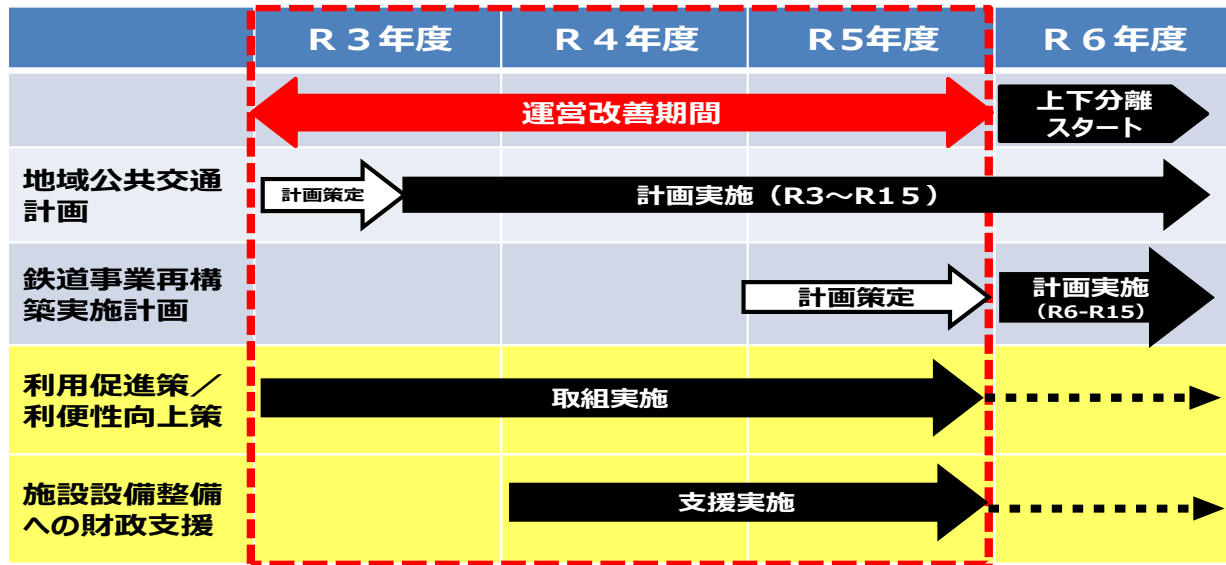 R３年度 R４年度 R5年度 R６年度
運営改善期間
上下分離
スタート
地域公共交通
計画
計画策定
計画実施（R3～R1５）
鉄道事業再構
築実施計画
計画策定
計画実施
(R6-R15)
利用促進策／
利便性向上策
取組実施
施設設備整備
への財政支援
支援実施